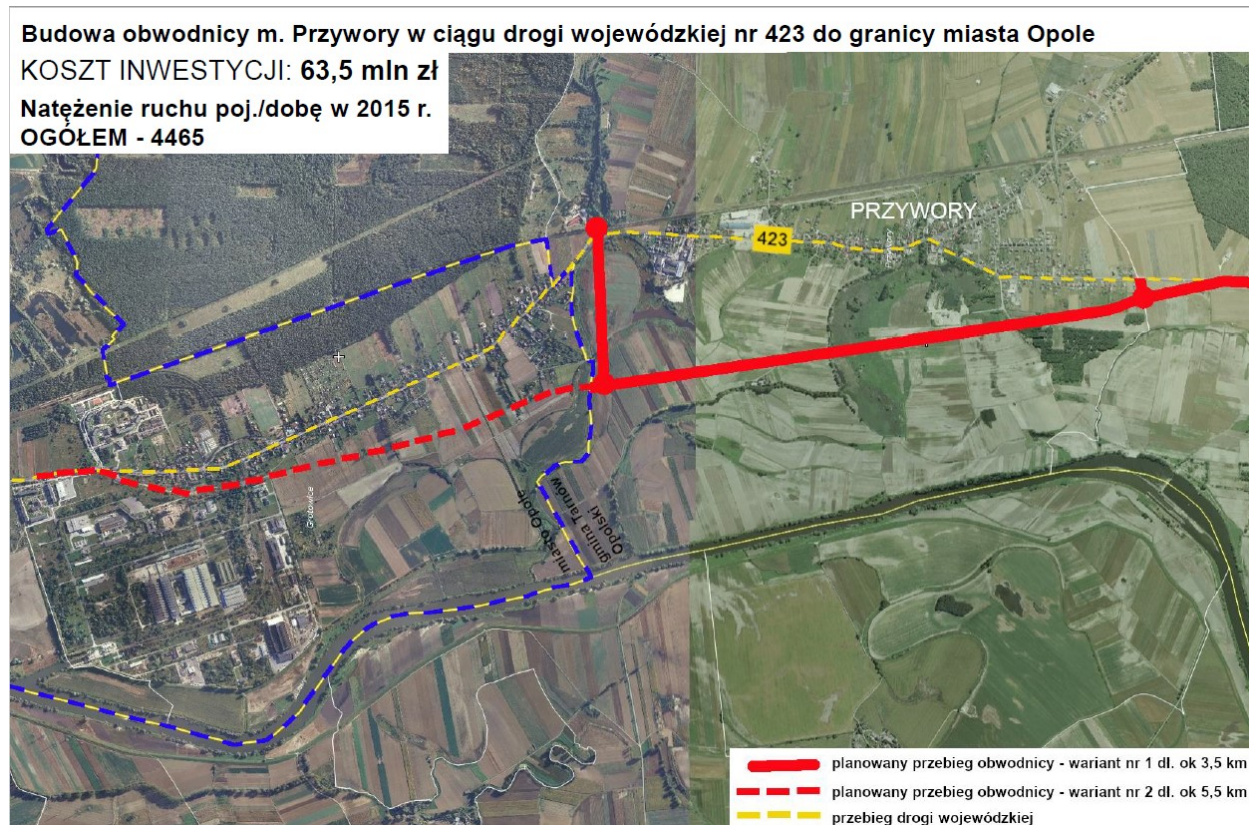 Budowa obwodnicy m. Przywory w ciągu drogi wojewódzkiej nr 423 do granicy miasta Opole
KOSZT INWESTYCJI: 63,5 mln zł
Natężenie ruchu poj./dobę w 2015 r.
OGÓŁEM - 4465
PRZYWORY
423
Grotowice
miasto Opole
gmina Tarnów
Opolski
planowany przebieg obwodnicy - wariant nr 1 dł. ok 3,5 km
planowany przebieg obwodnicy - wariant nr 2 dł. ok 5,5 km
przebieg drogi wojewódzkiej